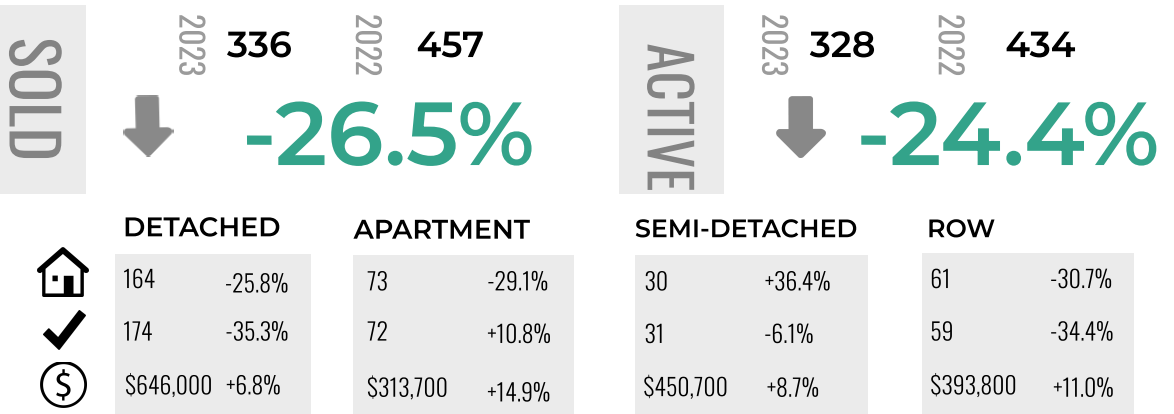 SOLD
2023 336 2022 457
-26.5%
ACTIVE
2023 328 2022 434
-24.4%
DETACHED
164 -25.8%
174 -35.3%
$646,000 +6.8%
APARTMENT
73 -29.1%
72 +10.8%
$313,700 +14.9%
SEMI-DETACHED
30 +36.4%
31 -6.1%
$450,700 +8.7%
ROW
61 -30.7%
59 -34.4%
$393,800 +11.0%